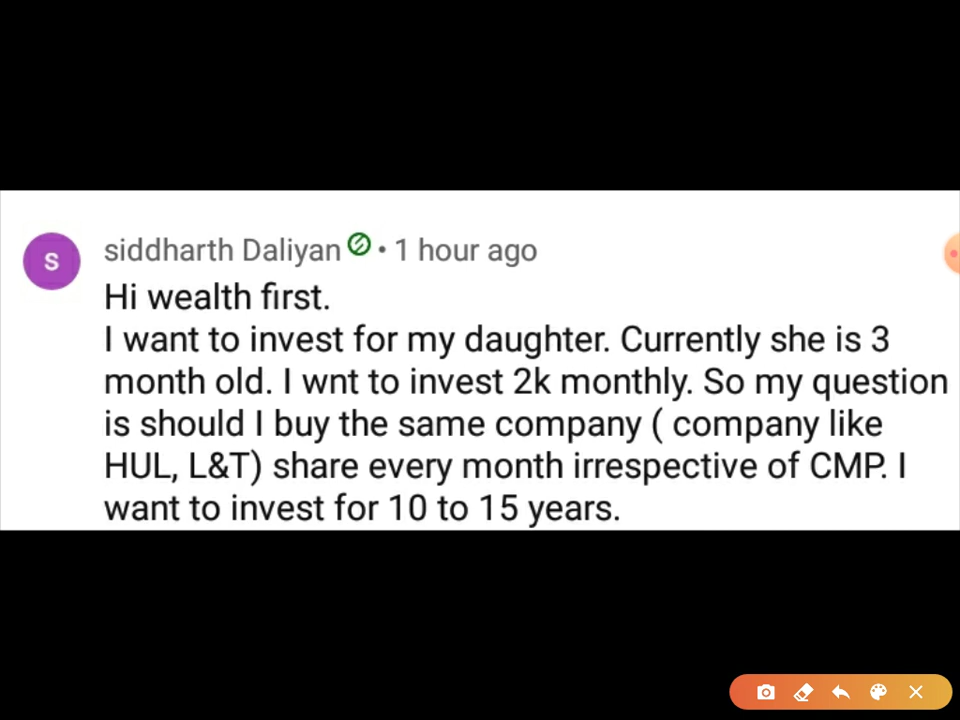 S
siddharth Daliyan • 1 hour ago
Hi wealth first.
I want to invest for my daughter. Currently she is 3
month old. I wnt to invest 2k monthly. So my question
is should I buy the same company ( company like
HUL, L&T) share every month irrespective of CMP. I
want to invest for 10 to 15 years.